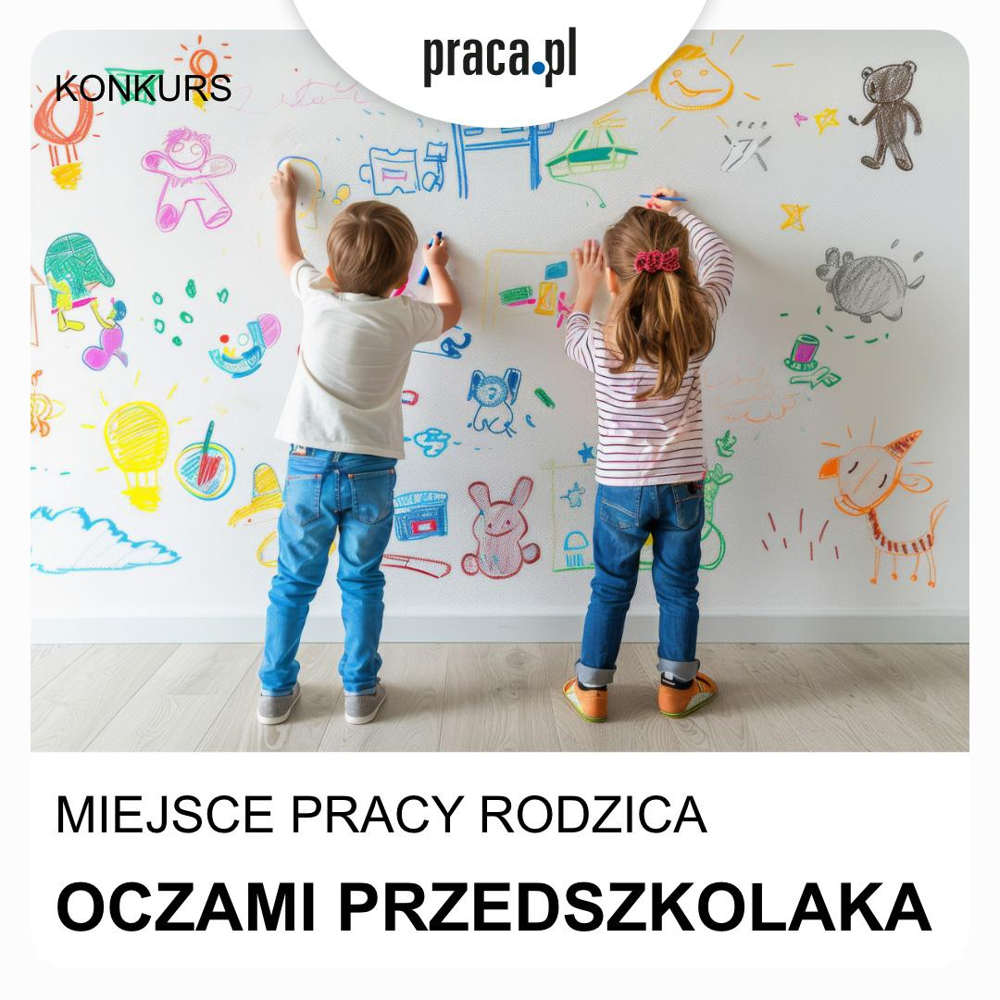 praca.pl
KONKURS
MIEJSCE PRACY RODZICA
OCZAMI PRZEDSZKOLAKA